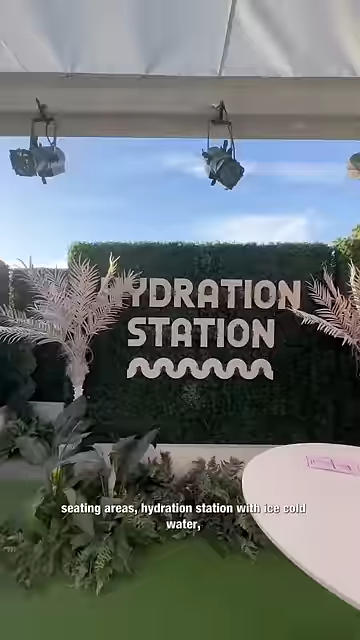 HYDRATION
STATION
seating areas, hydration station with ice cold
water,